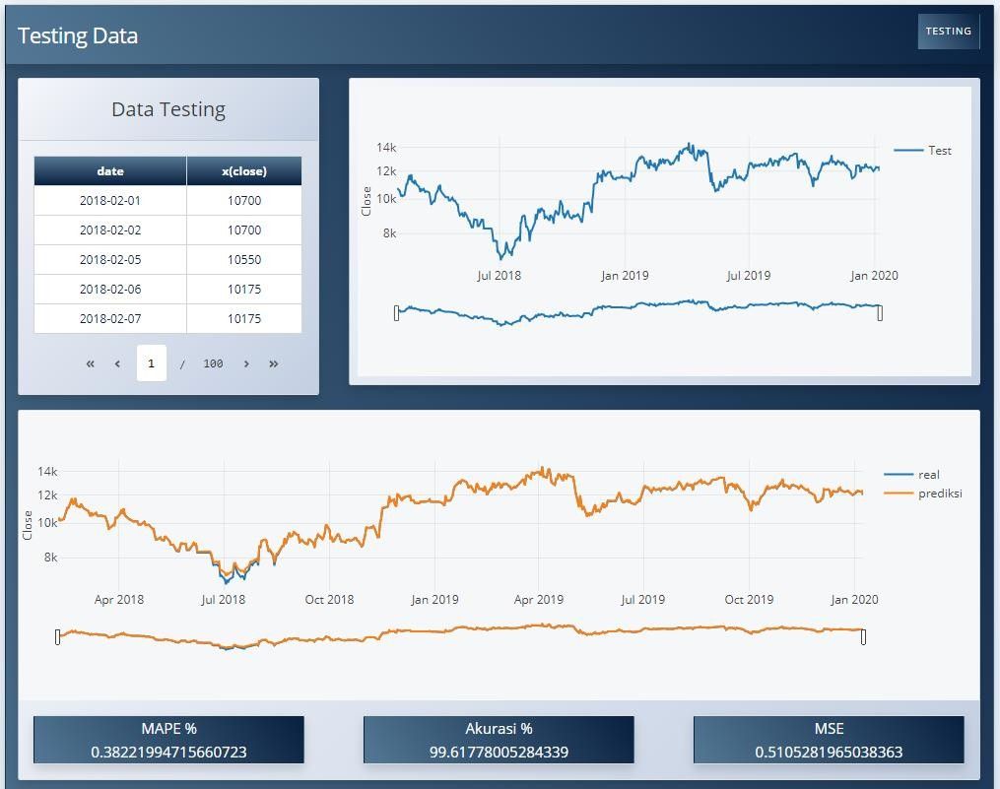 Testing Data
TESTING
Data Testing
date x(close)
2018-02-01 10700
2018-02-02 10700
2018-02-05 10550
2018-02-06 10175
2018-02-07 10175
« ‹ 1 / 100 › »
14k
12k
10k
8k
Close
Jul 2018 Jan 2019 Jul 2019 Jan 2020
Test
14k
12k
10k
8k
Close
Apr 2018 Jul 2018 Oct 2018 Jan 2019 Apr 2019 Jul 2019 Oct 2019 Jan 2020
real
prediksi
MAPE %
0.38221994715660723
Akurasi %
99.61778005284339
MSE
0.5105281965038363